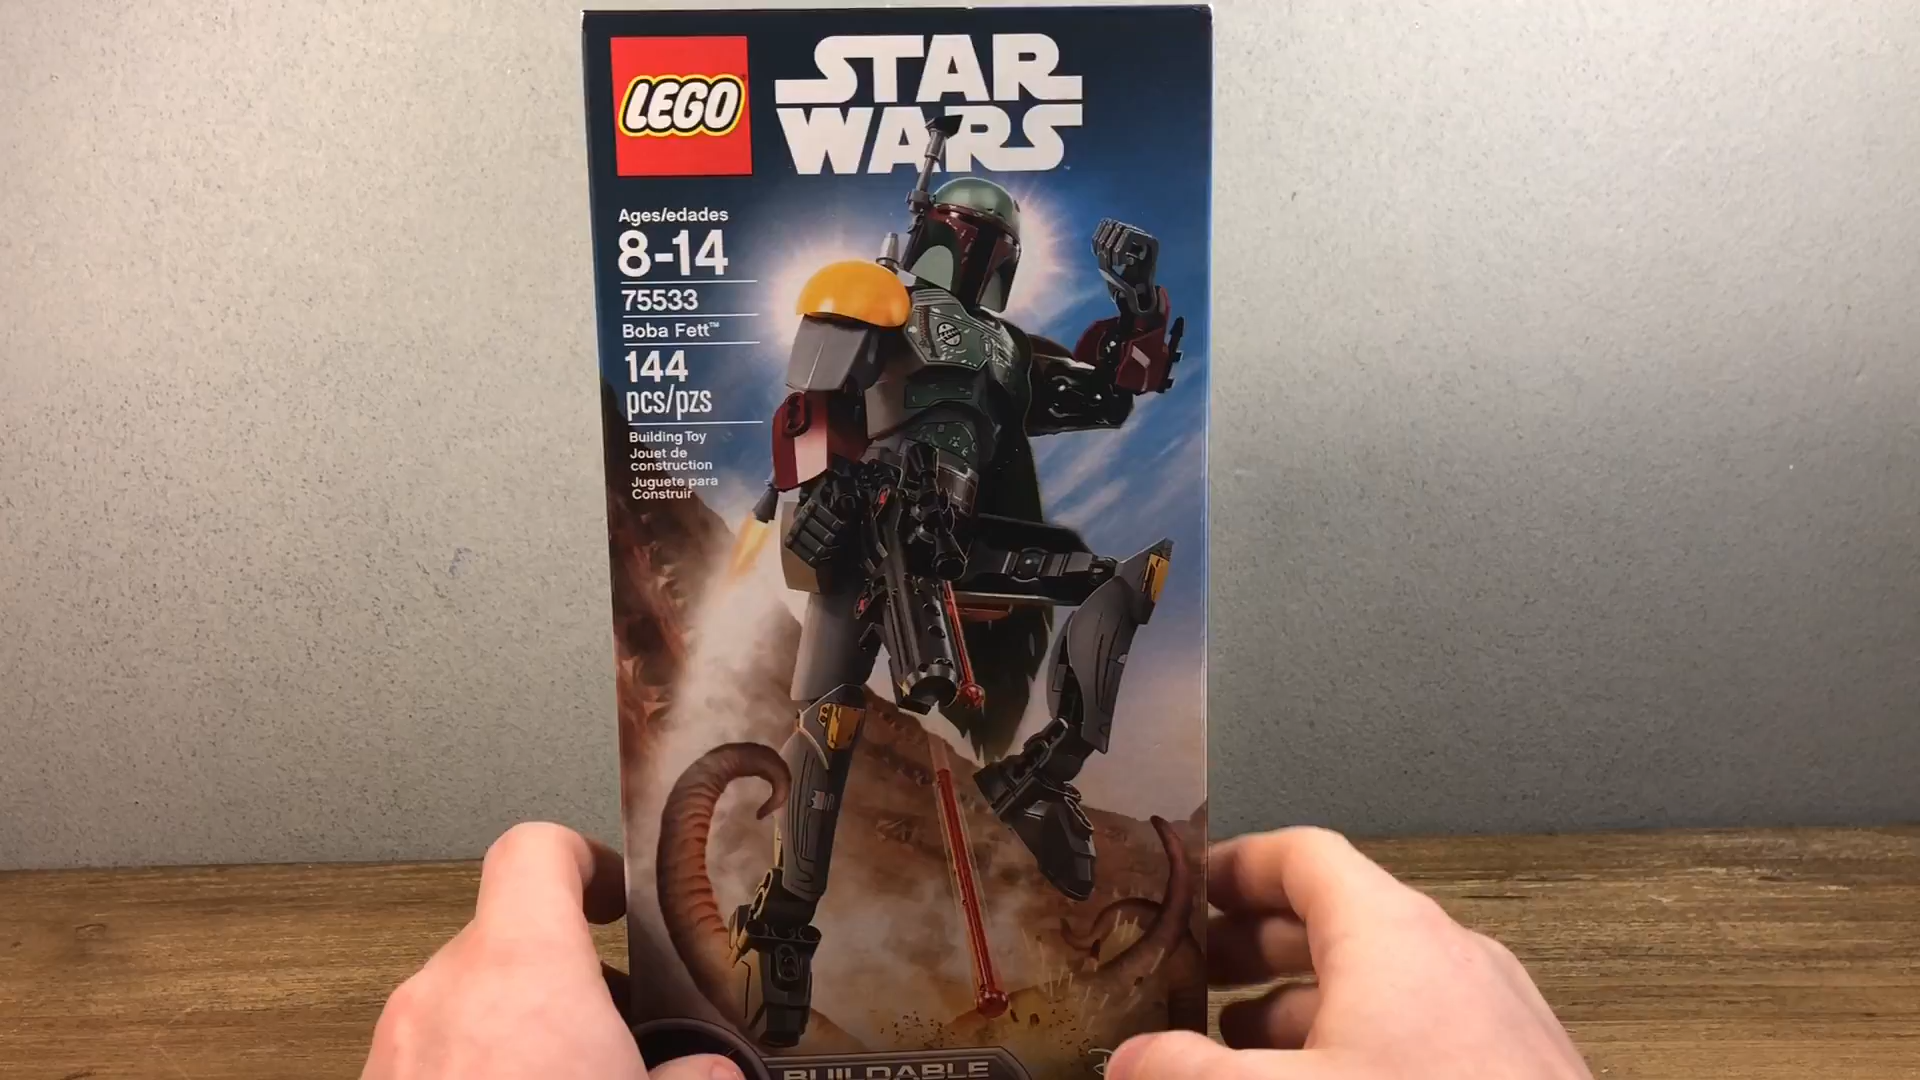 LEGO
STAR
WARS
Ages/edades
8-14
75533
Boba Fett™
144
pcs/pzs
Building Toy
Jouet de
construction
Juguete para
Construir
BUILDABLE